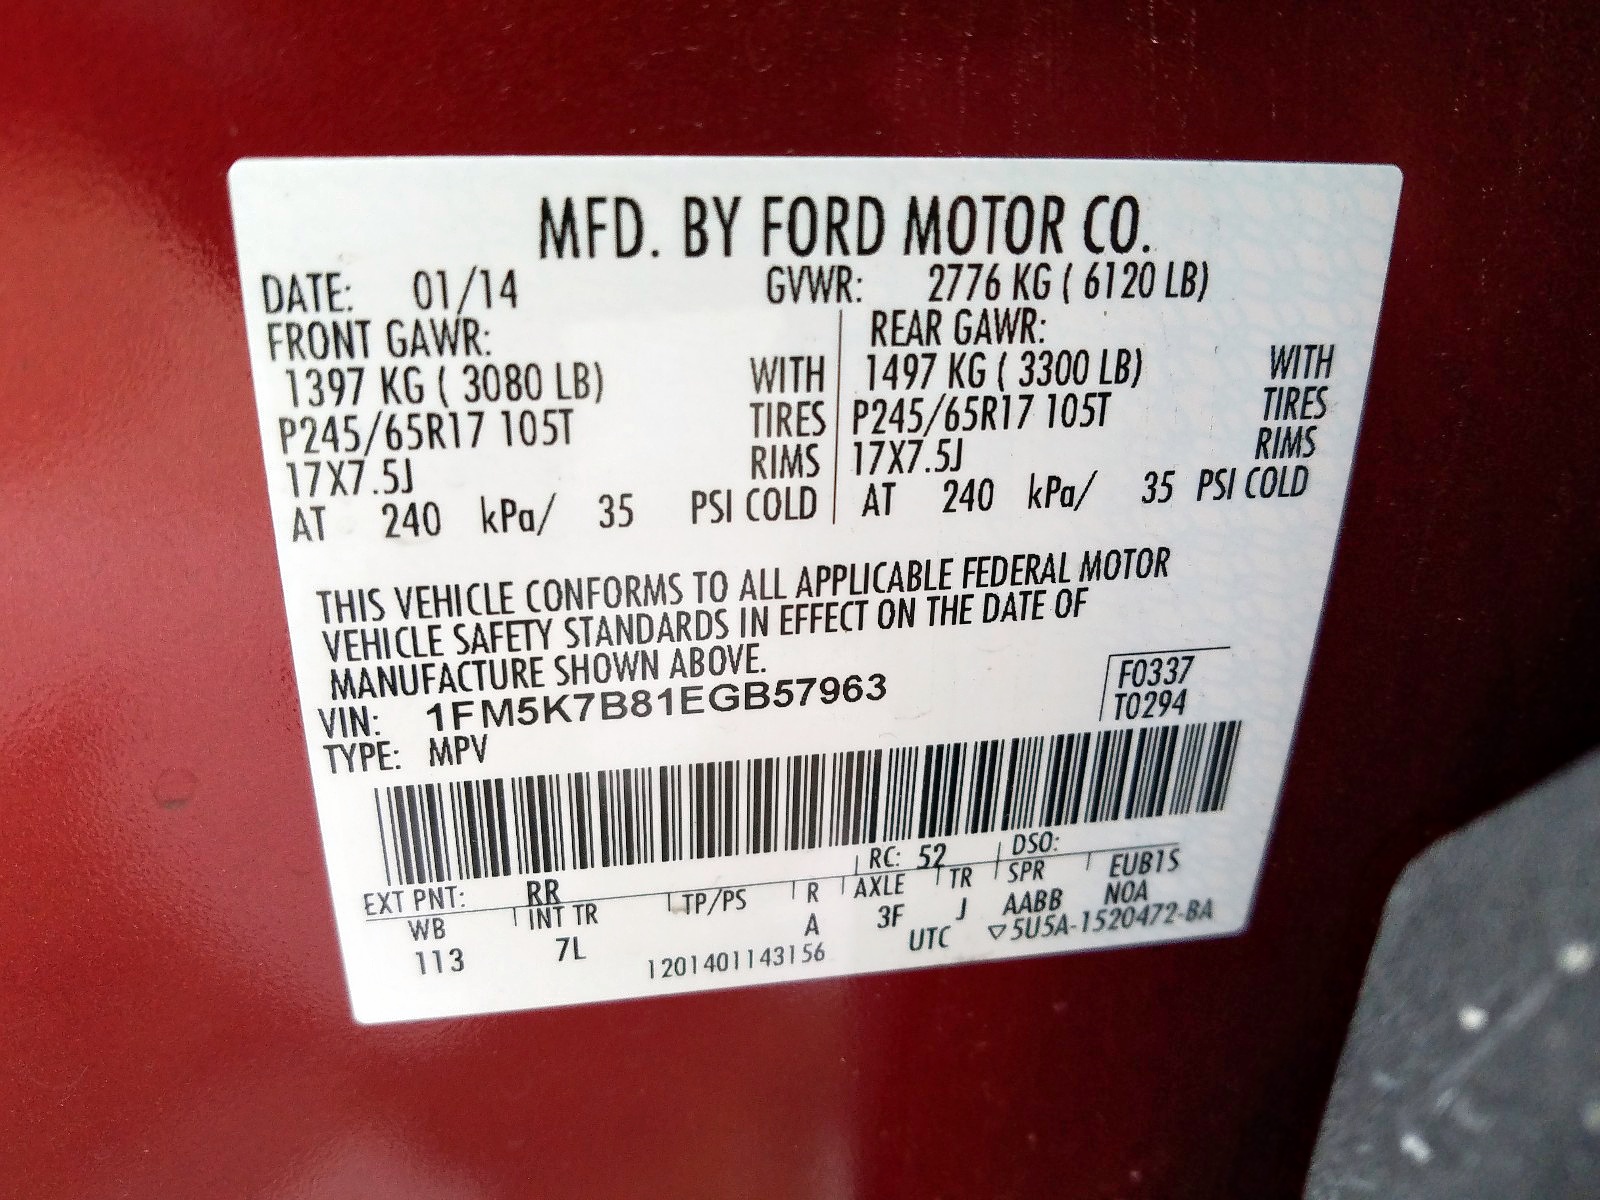 MFD. BY FORD MOTOR CO.
DATE: 01/14 GVWR: 2776 KG ( 6120 LB)
FRONT GAWR: REAR GAWR:
1397 KG ( 3080 LB) WITH 1497 KG ( 3300 LB) WITH
P245/65R17 105T TIRES P245/65R17 105T TIRES
17X7.5J RIMS 17X7.5J RIMS
AT 240 kPa/ 35 PSI COLD AT 240 kPa/ 35 PSI COLD
THIS VEHICLE CONFORMS TO ALL APPLICABLE FEDERAL MOTOR
VEHICLE SAFETY STANDARDS IN EFFECT ON THE DATE OF
MANUFACTURE SHOWN ABOVE.
VIN: 1FM5K7B81EGB57963 F0337
TYPE: MPV T0294
RC: 52 DSO:
EXT PNT: RR EUB1S
WB INT TR TP/PS R AXLE TR SPR NOA
113 7L A 3F J AABB
1201401143156 UTC ▽5U5A-1520472-BA